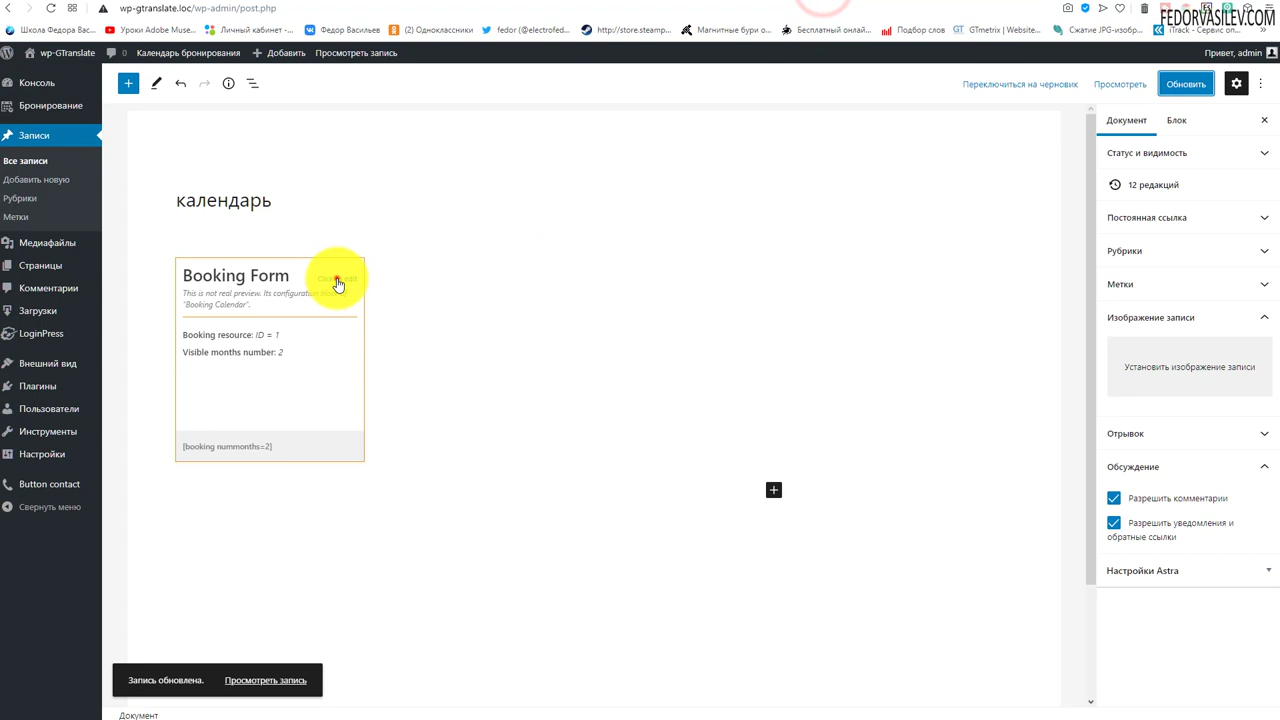 wp-gtranslate.loc/wp-admin/post.php
FEDORVASILEV.COM
Школа Федора Вас...
Уроки Adobe Muse...
Личный кабинет -...
Федор Васильев
(2) Одноклассники
fedor (@electrofed...
http://store.steamp...
Магнитные бури о...
Бесплатный онлай...
Подбор слов
GTmetrix | Website...
Сжатие JPG-изобр...
iTrack - Сервис оп...
wp-GTranslate
0
Календарь бронирования
Добавить
Просмотреть запись
Привет, admin
Консоль
Бронирование
Записи
Все записи
Добавить новую
Рубрики
Метки
Медиафайлы
Страницы
Комментарии
Загрузки
LoginPress
Внешний вид
Плагины
Пользователи
Инструменты
Настройки
Button contact
Свернуть меню
Переключиться на черновик
Просмотреть
Обновить
календарь
Booking Form
This is not real preview. Its configuration
"Booking Calendar".
Booking resource: ID = 1
Visible months number: 2
[booking nummonths=2]
Документ
Блок
Статус и видимость
12 редакций
Постоянная ссылка
Рубрики
Метки
Изображение записи
Установить изображение записи
Отрывок
Обсуждение
Разрешить комментарии
Разрешить уведомления и
обратные ссылки
Настройки Astra
Запись обновлена.
Просмотреть запись
Документ